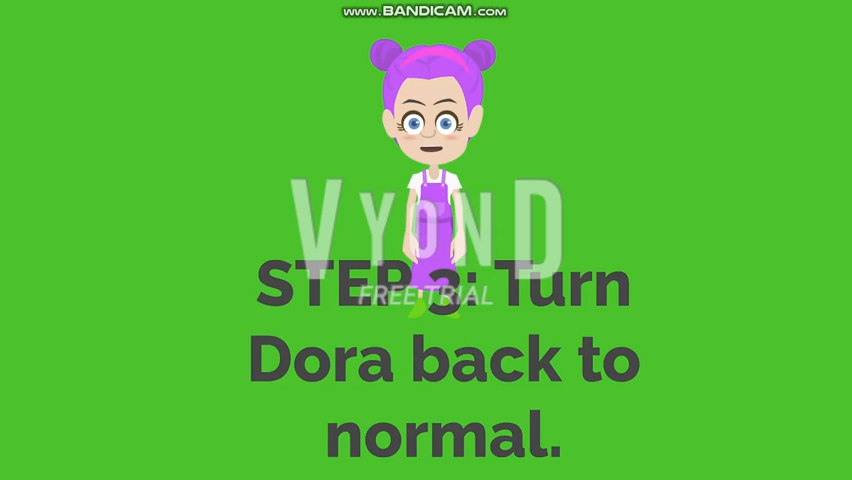 www.BANDICAM.com
VYOND
FREE TRIAL
STEP 3: Turn
Dora back to
normal.